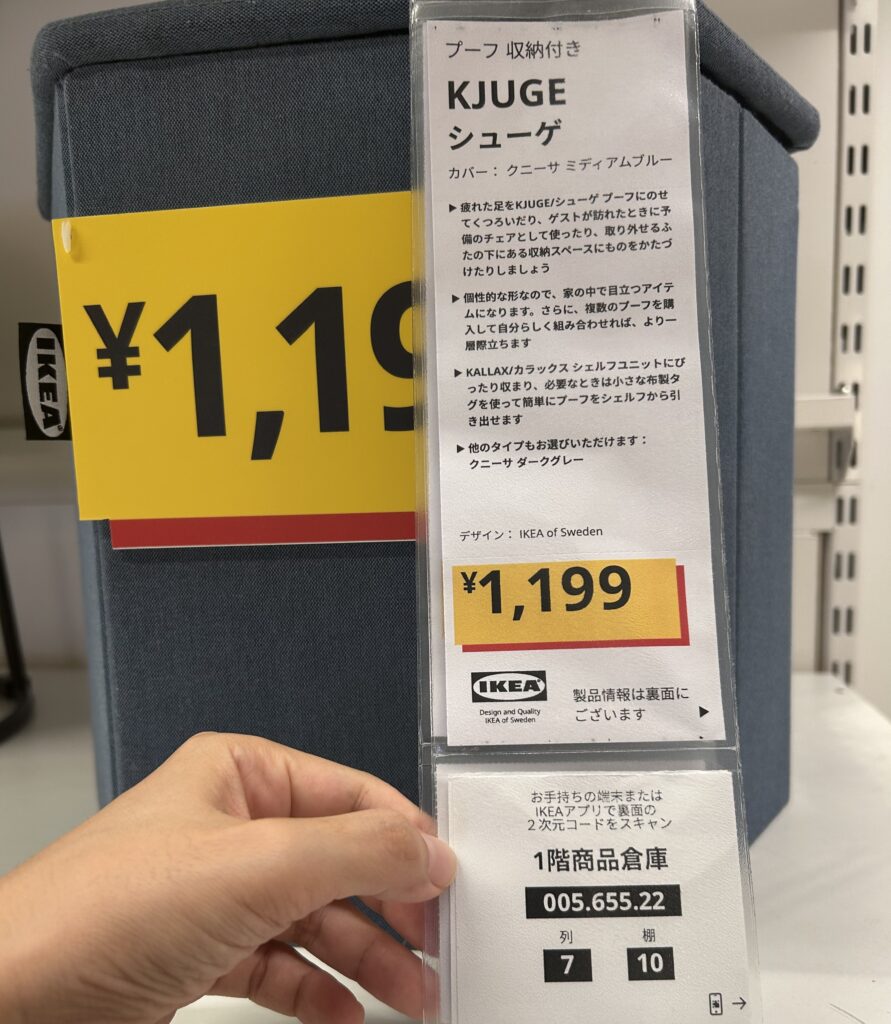 プーフ 収納付き
KJUGE
シューゲ
カバー： クニーサ ミディアムブルー
▶ 疲れた足をKJUGE/シューゲ プーフにのせ
てくつろいだり、ゲストが訪れたときに予
備のチェアとして使ったり、取り外せるふ
たの下にある収納スペースにものをかたづ
けたりしましょう
▶ 個性的な形なので、家の中で目立つアイテ
ムになります。さらに、複数のプーフを購
入して自分らしく組み合わせれば、より一
層際立ちます
▶ KALLAX/カラックス シェルフユニットにぴ
ったり収まり、必要なときは小さな布製タ
グを使って簡単にプーフをシェルフから引
き出せます
▶ 他のタイプもお選びいただけます：
クニーサ ダークグレー
デザイン： IKEA of Sweden
¥1,199
IKEA
Design and Quality
IKEA of Sweden
製品情報は裏面に
ございます
お手持ちの端末または
IKEAアプリで裏面の
2次元コードをスキャン
1階商品倉庫
005.655.22
列 棚
7 10
¥1,19
IKEA